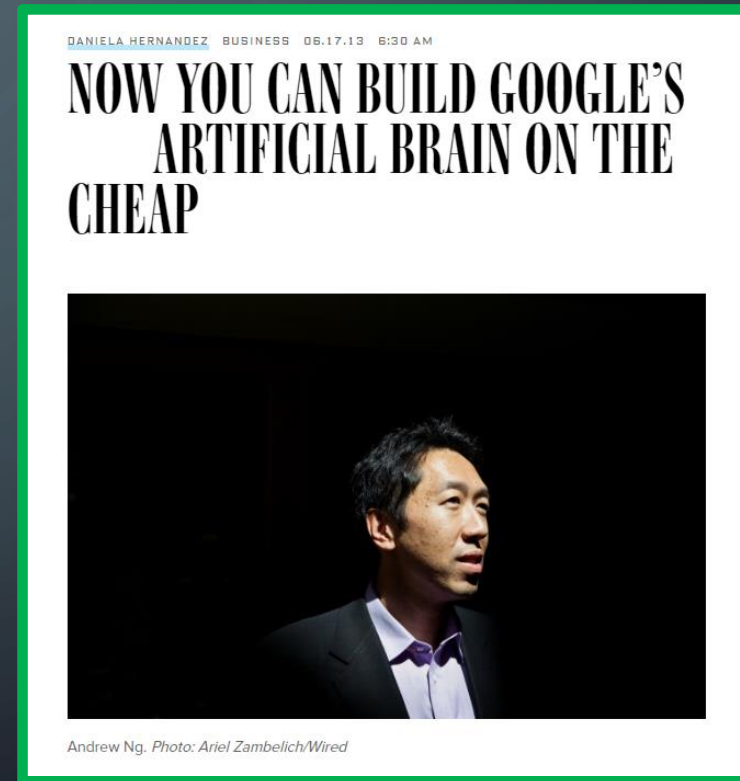 DANIELA HERNANDEZ BUSINESS 06.17.13 6:30 AM
NOW YOU CAN BUILD GOOGLE’S
ARTIFICIAL BRAIN ON THE
CHEAP
Andrew Ng. Photo: Ariel Zambelich/Wired